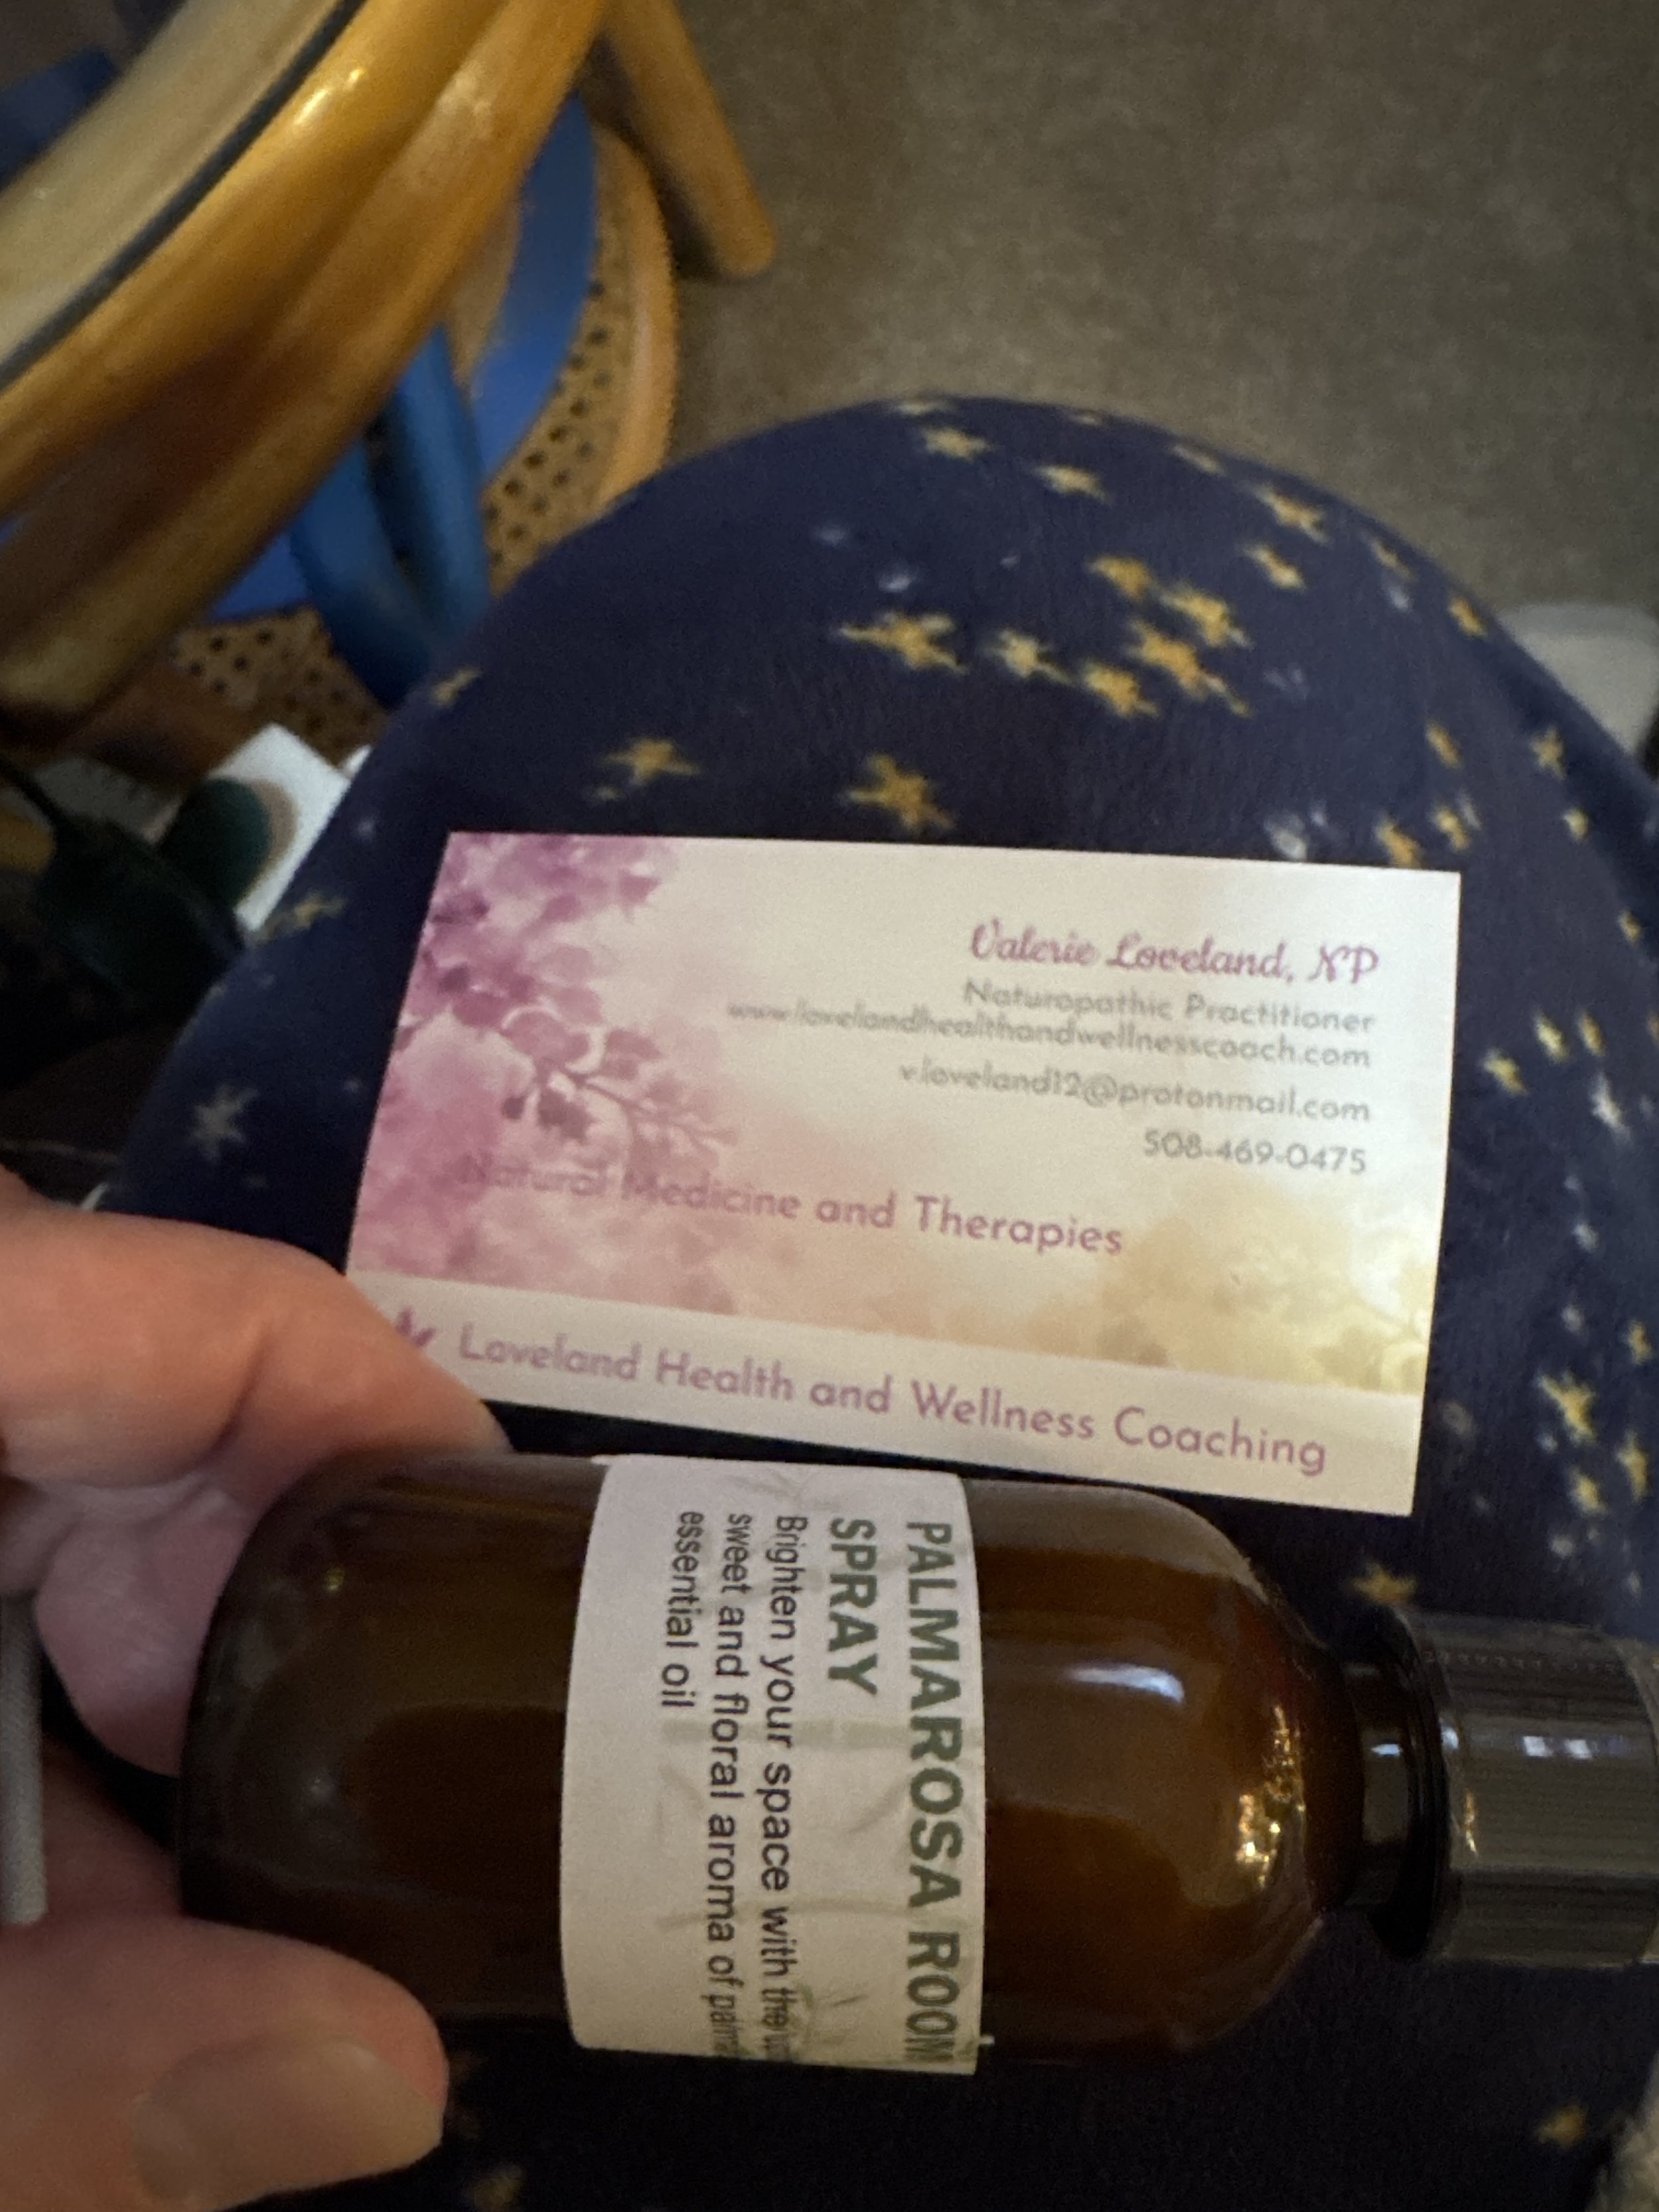 Valerie Loveland, NP
Naturopathic Practitioner
www.lovelandhealthandwellnesscoach.com
v.loveland12@protonmail.com
508-469-0475
Natural Medicine and Therapies
Loveland Health and Wellness Coaching
PALMAROSA ROOM
SPRAY
Brighten your space with the
sweet and floral aroma of
essential oil